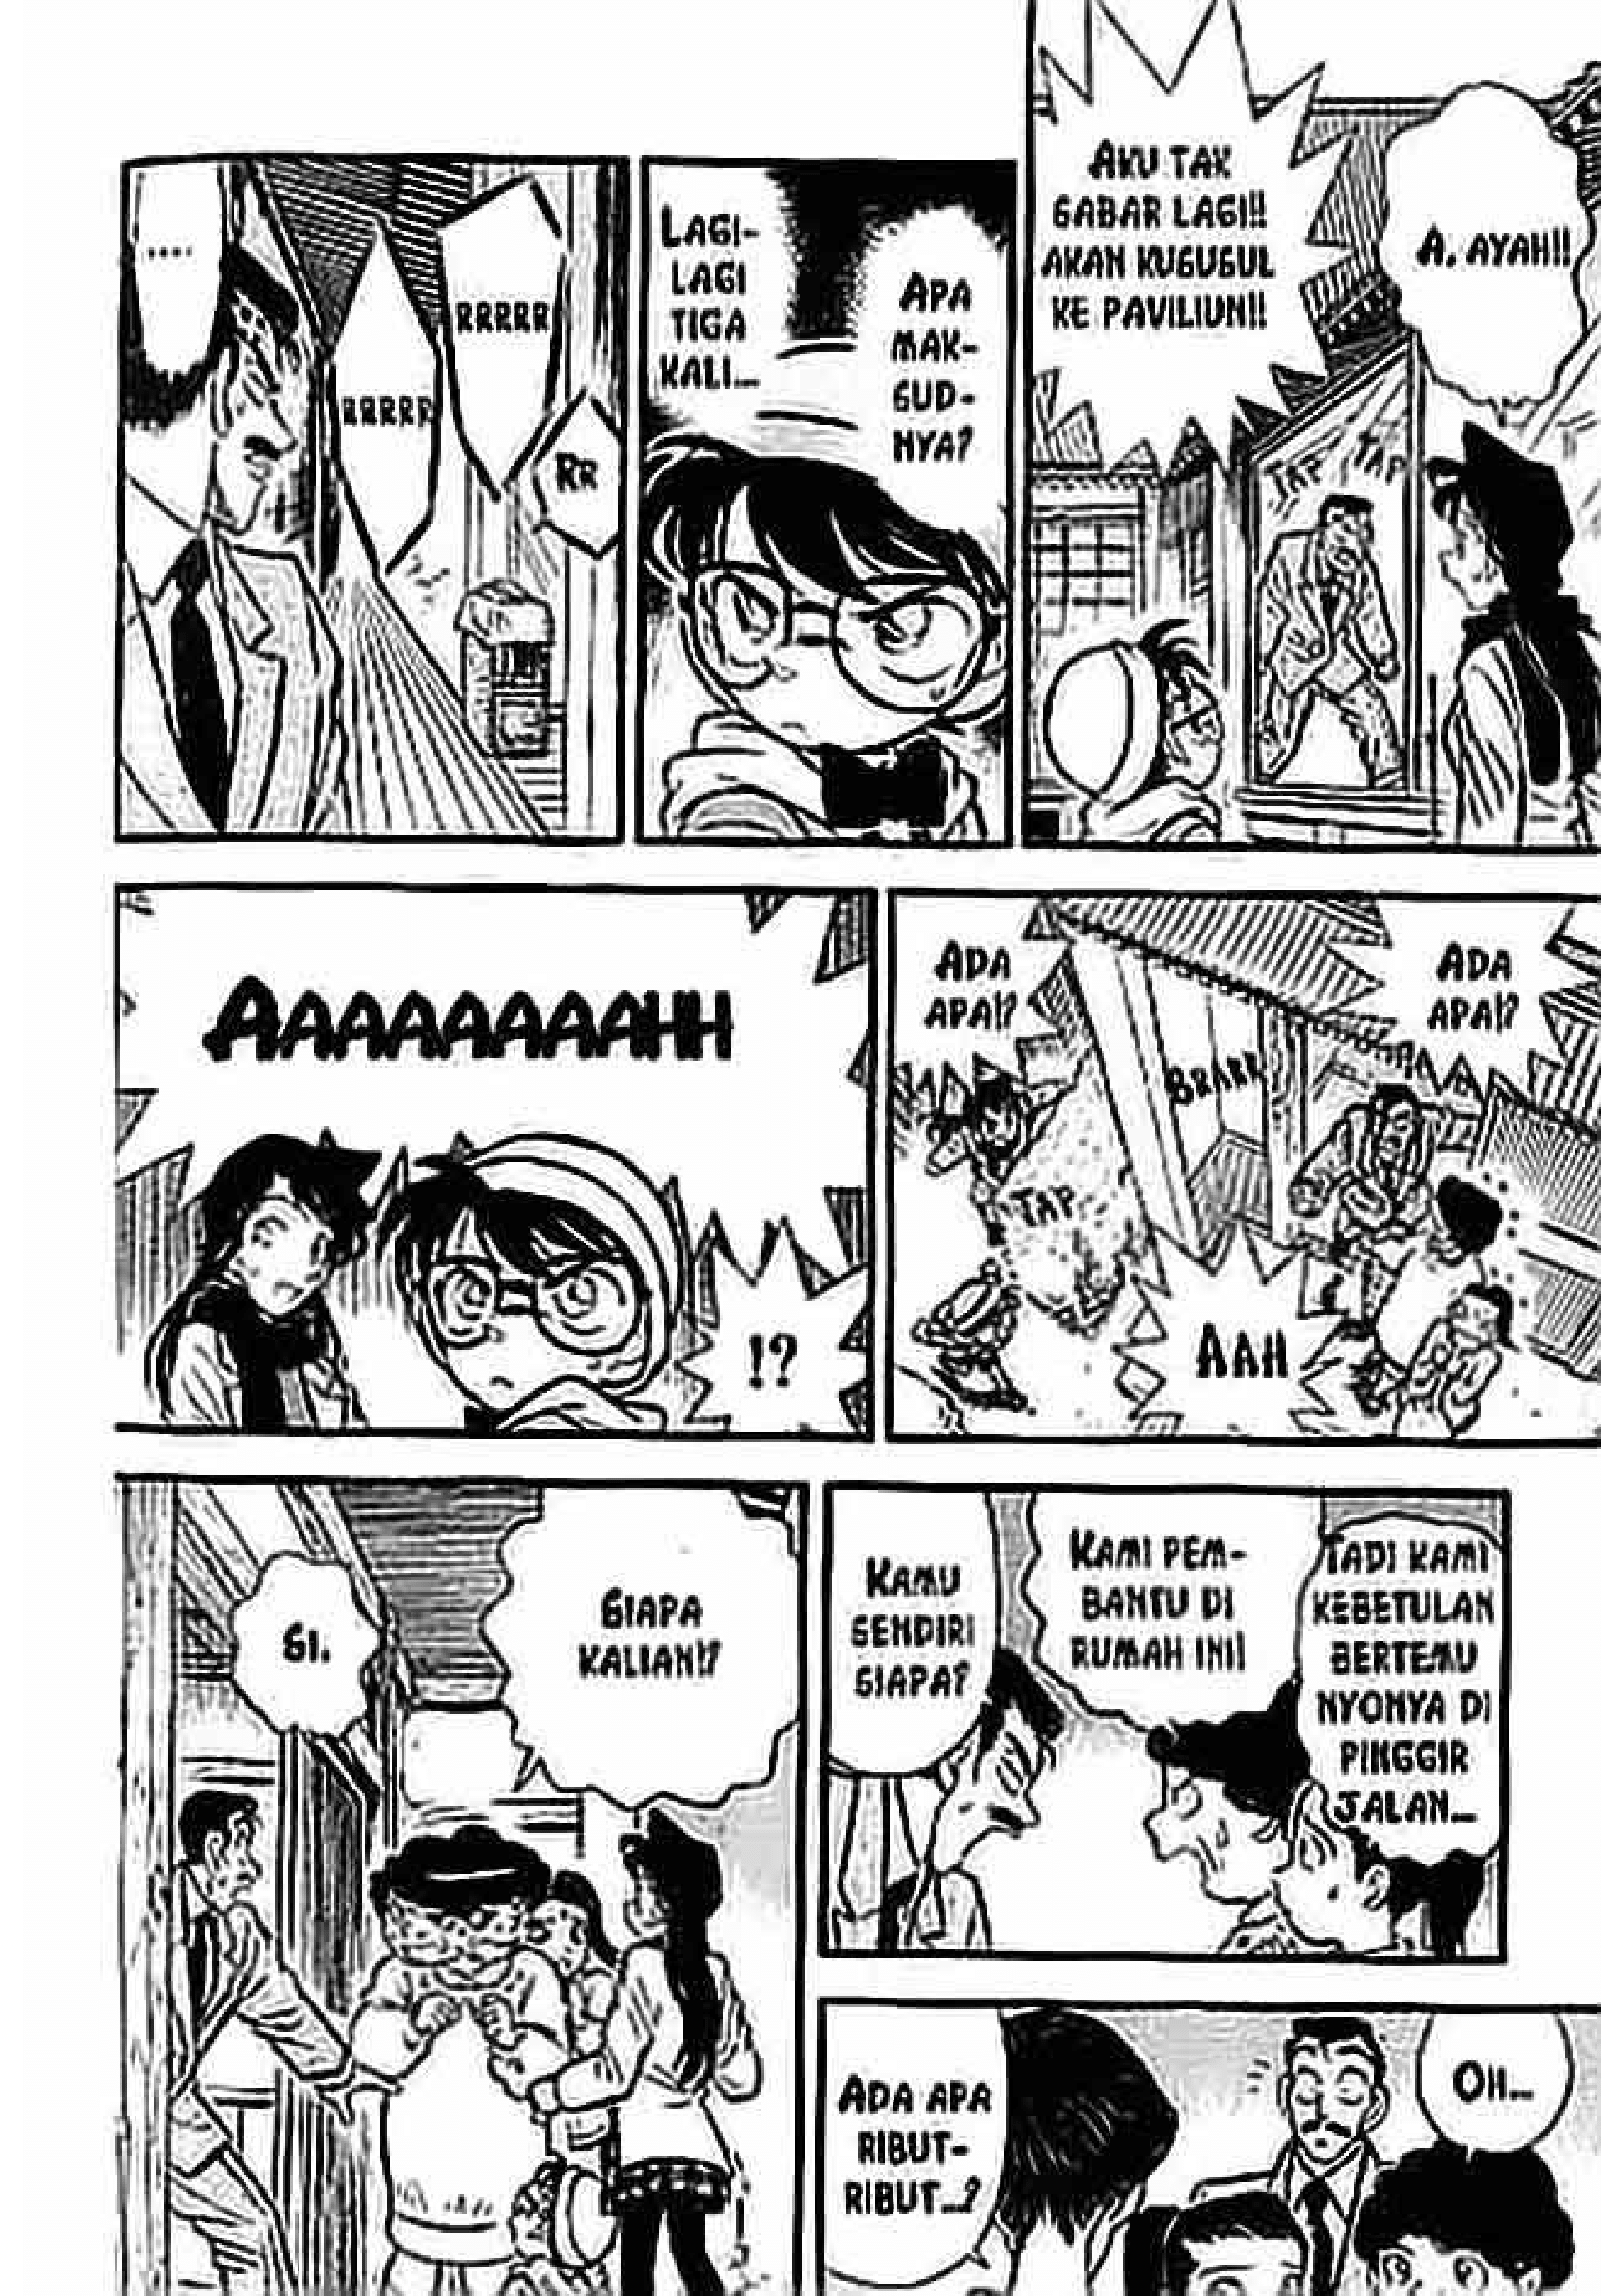 A. AYAH!!
AKU TAK
SABAR LAGI!!
AKAN KUSUSUL
KE PAVILIUN!!
TAP TAP
APA
MAK-
SUD-
NYA?
LAGI-
LAGI
TIGA
KALI...
RR
RRRRR
RRRRR
....
ADA
APA!?
BRARR
ADA
APA!?
TAP
AAH
AAAAAAAAAHH
!?
TADI KAMI
KEBETULAN
BERTEMU
NYONYA DI
PINGGIR
JALAN...
KAMI PEM-
BANTU DI
RUMAH INI!
KAMU
SENDIRI
SIAPA?
SIAPA
KALIAN!?
SI.
OH...
ADA APA
RIBUT-
RIBUT...?